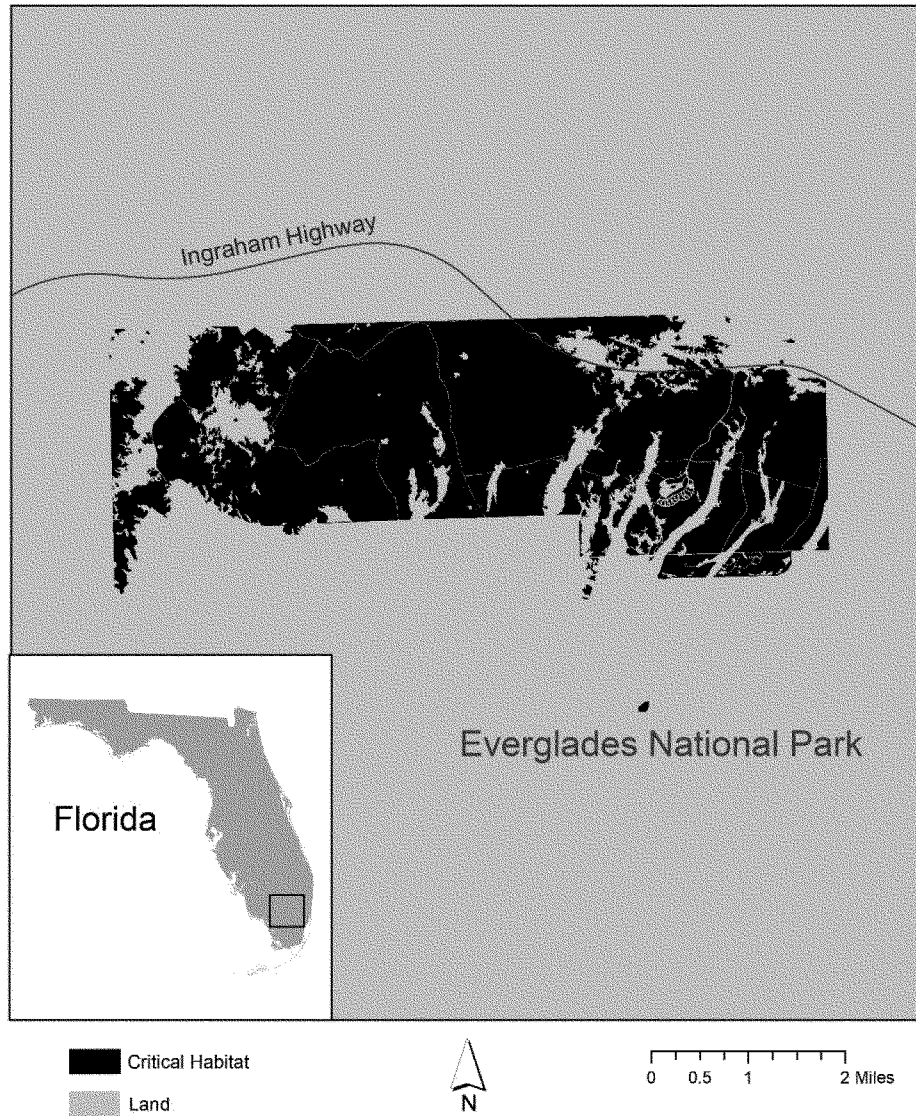 Ingraham Highway
Everglades National Park
Florida
Critical Habitat
Land
N
0 0.5 1 2 Miles